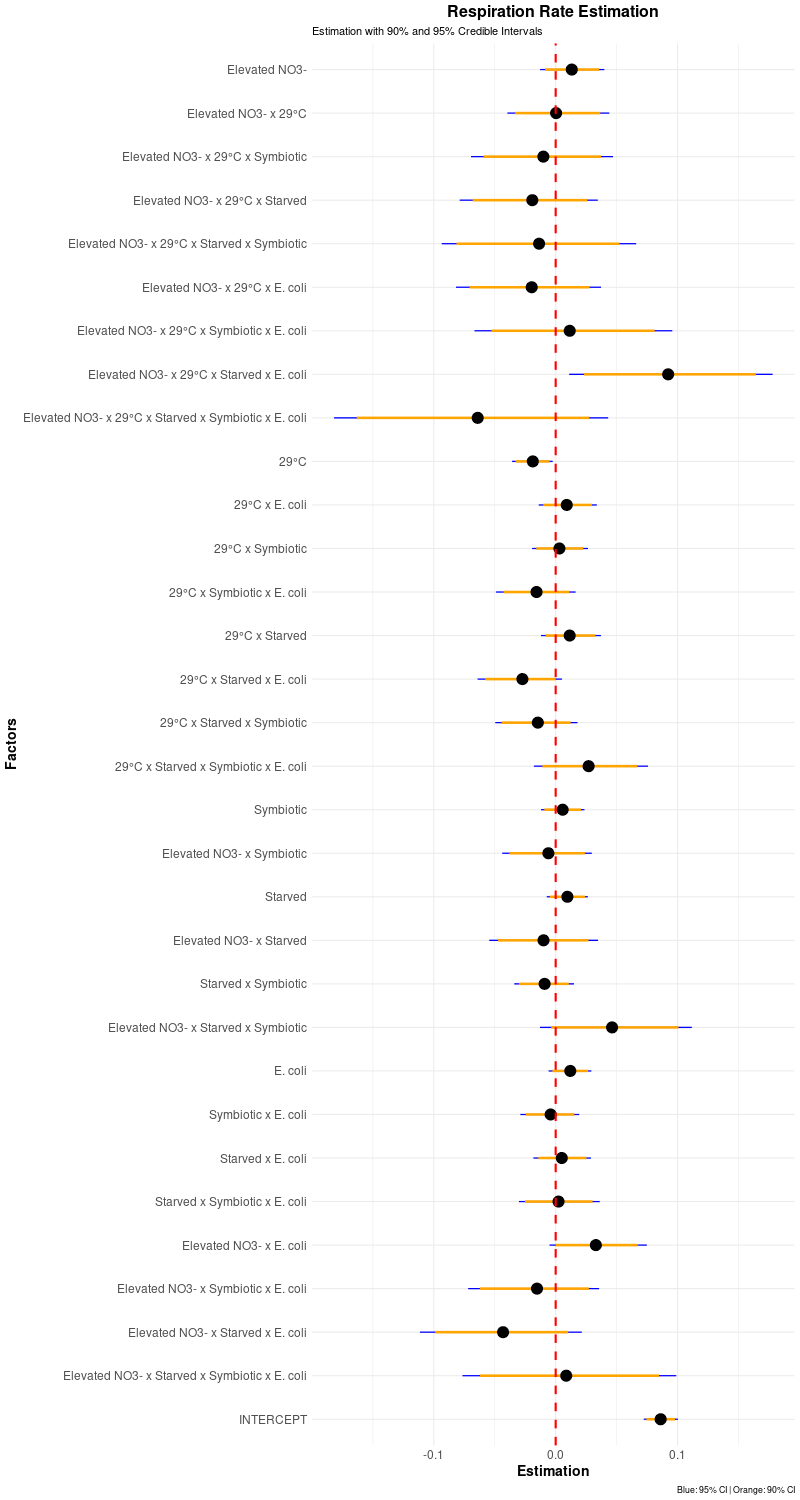 Respiration Rate Estimation
Estimation with 90% and 95% Credible Intervals
Elevated NO3-
Elevated NO3- x 29°C
Elevated NO3- x 29°C x Symbiotic
Elevated NO3- x 29°C x Starved
Elevated NO3- x 29°C x Starved x Symbiotic
Elevated NO3- x 29°C x E. coli
Elevated NO3- x 29°C x Symbiotic x E. coli
Elevated NO3- x 29°C x Starved x E. coli
Elevated NO3- x 29°C x Starved x Symbiotic x E. coli
29°C
29°C x E. coli
29°C x Symbiotic
29°C x Symbiotic x E. coli
29°C x Starved
29°C x Starved x E. coli
29°C x Starved x Symbiotic
29°C x Starved x Symbiotic x E. coli
Symbiotic
Elevated NO3- x Symbiotic
Starved
Elevated NO3- x Starved
Starved x Symbiotic
Elevated NO3- x Starved x Symbiotic
E. coli
Symbiotic x E. coli
Starved x E. coli
Starved x Symbiotic x E. coli
Elevated NO3- x E. coli
Elevated NO3- x Symbiotic x E. coli
Elevated NO3- x Starved x E. coli
Elevated NO3- x Starved x Symbiotic x E. coli
INTERCEPT
Factors
-0.1 0.0 0.1
Estimation
Blue: 95% CI | Orange: 90% CI